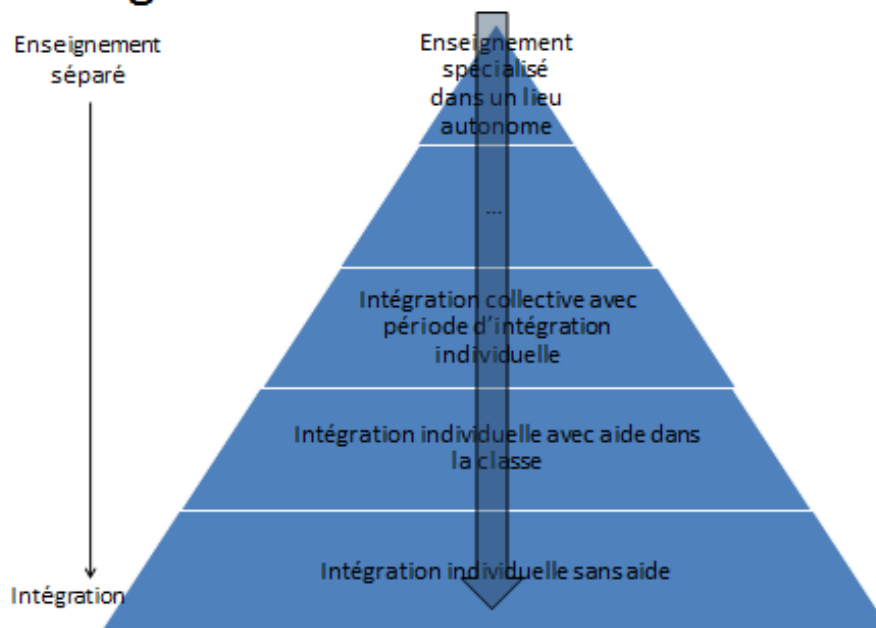 Enseignement
séparé
Intégration
Enseignement
spécialisé
dans un lieu
autonome
...
Intégration collective avec
période d'intégration
individuelle
Intégration individuelle avec aide dans
la classe
Intégration individuelle sans aide